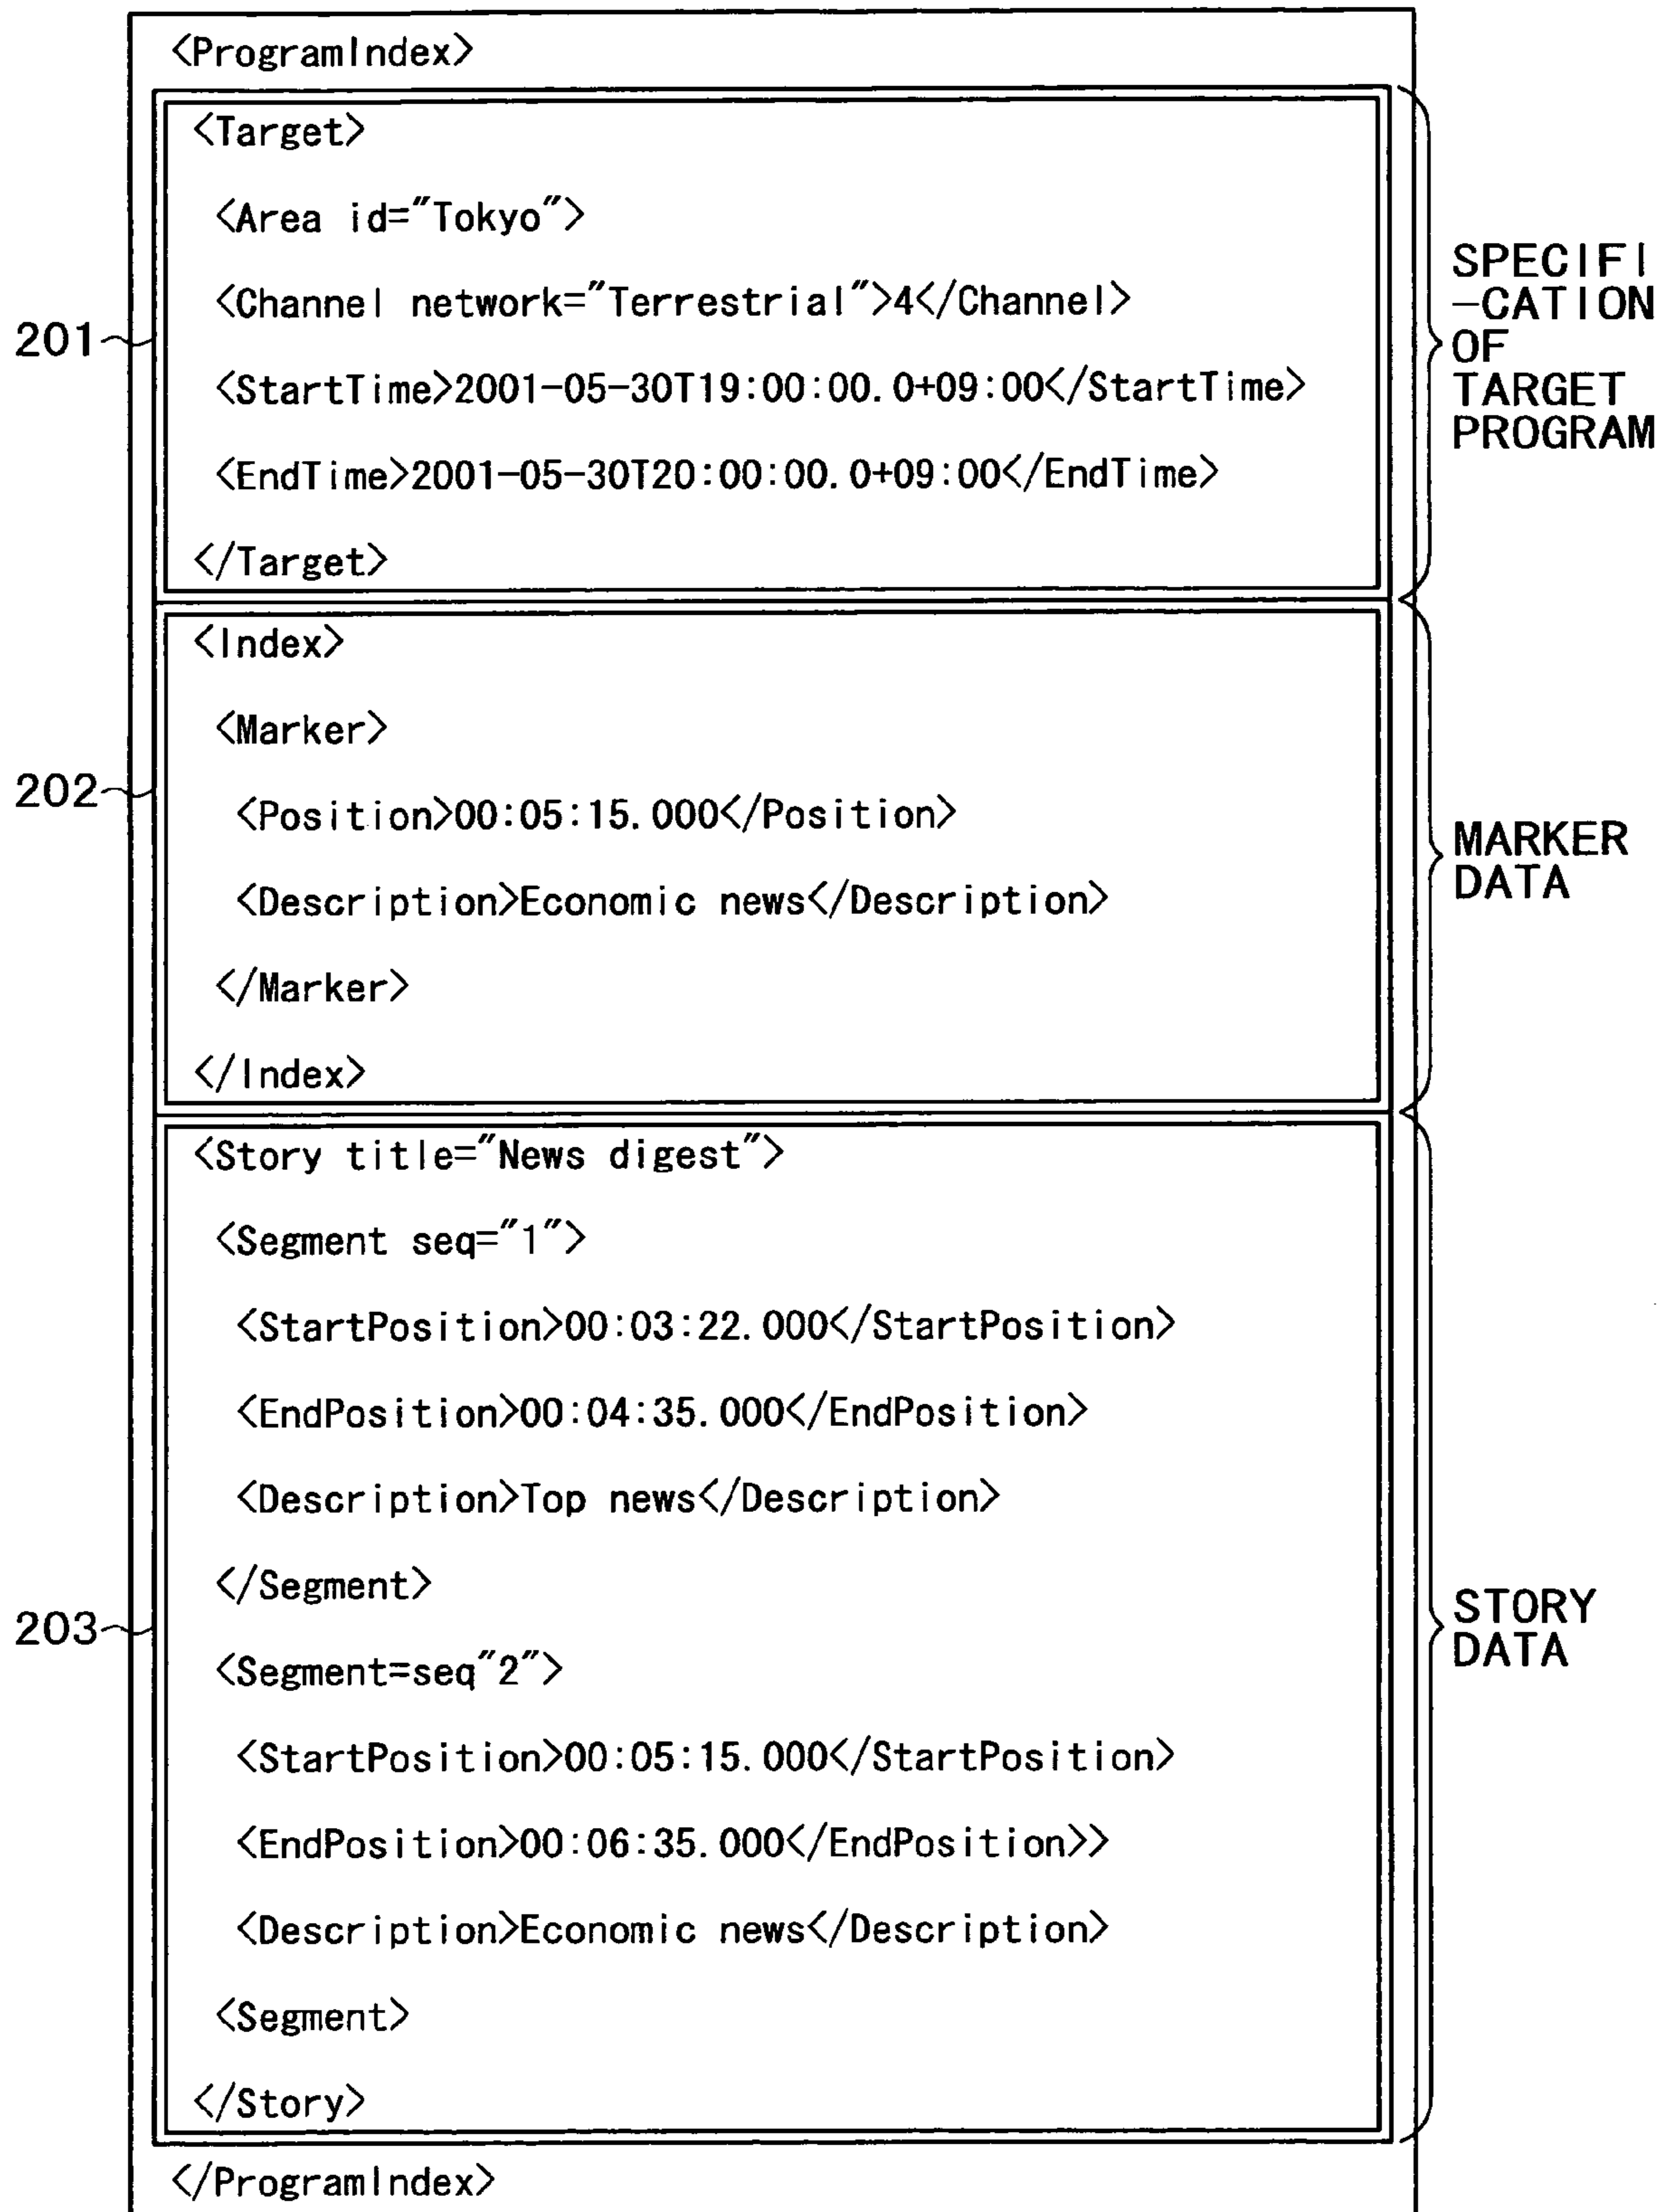 <ProgramIndex>
<Target>
<Area id="Tokyo">
<Channel network="Terrestrial">4</Channel>
<StartTime>2001-05-30T19:00:00.0+09:00</StartTime>
<EndTime>2001-05-30T20:00:00.0+09:00</EndTime>
</Target>
201
SPECIFI
-CATION
OF
TARGET
PROGRAM
<Index>
<Marker>
<Position>00:05:15.000</Position>
<Description>Economic news</Description>
</Marker>
</Index>
202
MARKER
DATA
<Story title="News digest">
<Segment seq="1">
<StartPosition>00:03:22.000</StartPosition>
<EndPosition>00:04:35.000</EndPosition>
<Description>Top news</Description>
</Segment>
<Segment=seq"2">
<StartPosition>00:05:15.000</StartPosition>
<EndPosition>00:06:35.000</EndPosition>>
<Description>Economic news</Description>
<Segment>
</Story>
203
STORY
DATA
</ProgramIndex>